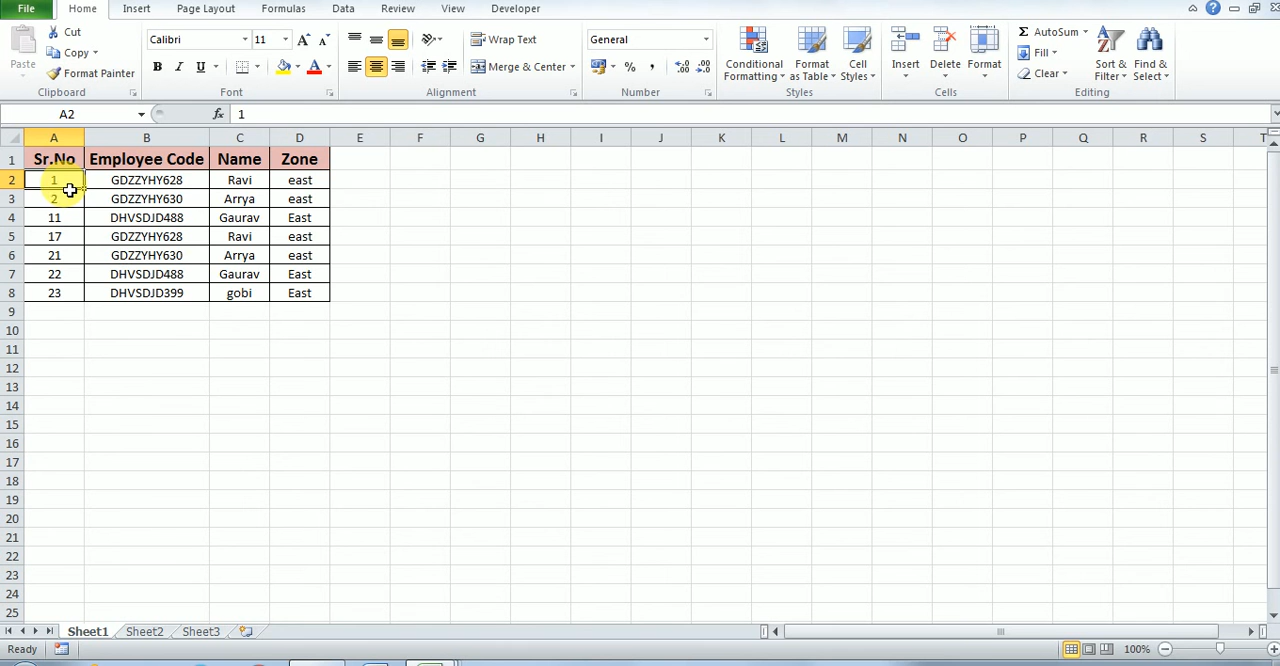 File Home Insert Page Layout Formulas Data Review View Developer
Cut Calibri 11 Wrap Text General AutoSum
Copy Fill
Paste Format Painter Merge & Center Conditional Formatting Format as Table Cell Styles Insert Delete Format Clear Sort & Filter Find & Select
Clipboard Font Alignment Number Styles Cells Editing
A2 fx 1
A B C D E F G H I J K L M N O P Q R S T
1 Sr.No Employee Code Name Zone
2 1 GDZZYHY628 Ravi east
3 2 GDZZYHY630 Arrya east
4 11 DHVSDJD488 Gaurav East
5 17 GDZZYHY628 Ravi east
6 21 GDZZYHY630 Arrya east
7 22 DHVSDJD488 Gaurav East
8 23 DHVSDJD399 gobi East
9
10
11
12
13
14
15
16
17
18
19
20
21
22
23
24
25
Sheet1 Sheet2 Sheet3
Ready 100%